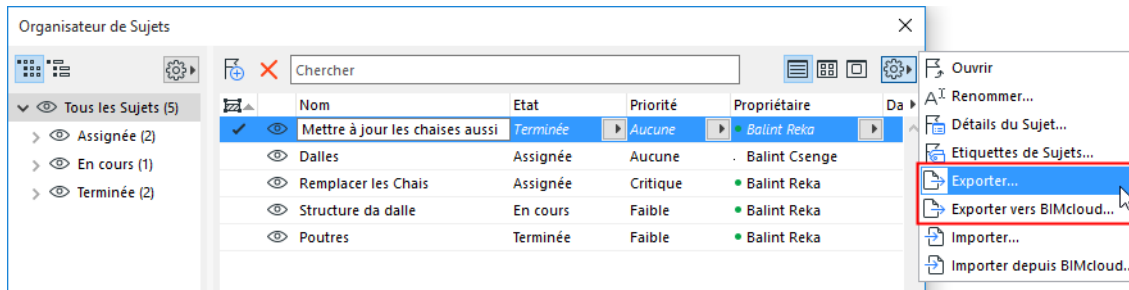 Organisateur de Sujets
Chercher
Tous les Sujets (5)
Assignée (2)
En cours (1)
Terminée (2)
Nom Etat Priorité Propriétaire Da
Mettre à jour les chaises aussi Terminée Aucune Balint Reka
Dalles Assignée Aucune Balint Csenge
Remplacer les Chais Assignée Critique Balint Reka
Structure da dalle En cours Faible Balint Reka
Poutres Terminée Faible Balint Reka
Ouvrir
Renommer...
Détails du Sujet...
Etiquettes de Sujets...
Exporter...
Exporter vers BIMcloud...
Importer...
Importer depuis BIMcloud..